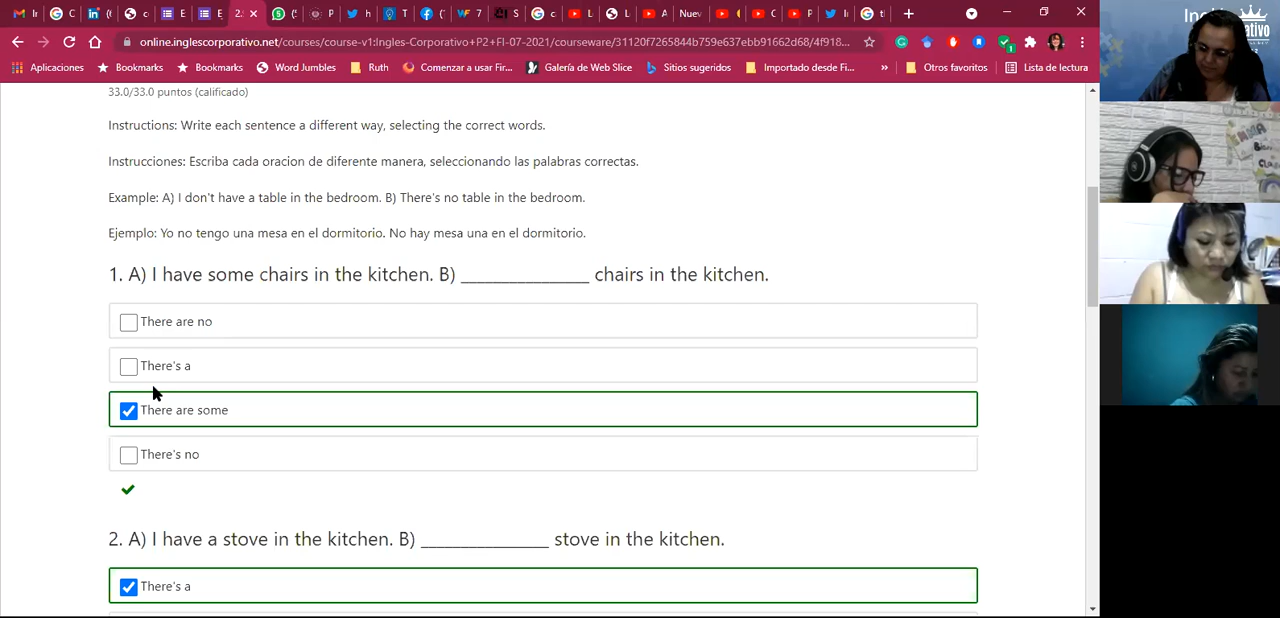 Ir
G c
(
c
E
E
2.
(
P
h
T
(
WF 7
S
c
L
A
Nuev
C
P
I
t
online.inglescorporativo.net/courses/course-v1:Ingles-Corporativo+P2+FI-07-2021/courseware/31120f7265844b759e637ebb91662d68/4f918...
Aplicaciones Bookmarks Bookmarks Word Jumbles Ruth Comenzar a usar Fir... Galería de Web Slice Sitios sugeridos Importado desde Fi... » Otros favoritos Lista de lectura
33.0/33.0 puntos (calificado)
Instructions: Write each sentence a different way, selecting the correct words.
Instrucciones: Escriba cada oracion de diferente manera, seleccionando las palabras correctas.
Example: A) I don't have a table in the bedroom. B) There's no table in the bedroom.
Ejemplo: Yo no tengo una mesa en el dormitorio. No hay mesa una en el dormitorio.
1. A) I have some chairs in the kitchen. B) _______________ chairs in the kitchen.
There are no
There's a
There are some
There's no
2. A) I have a stove in the kitchen. B) _______________ stove in the kitchen.
There's a